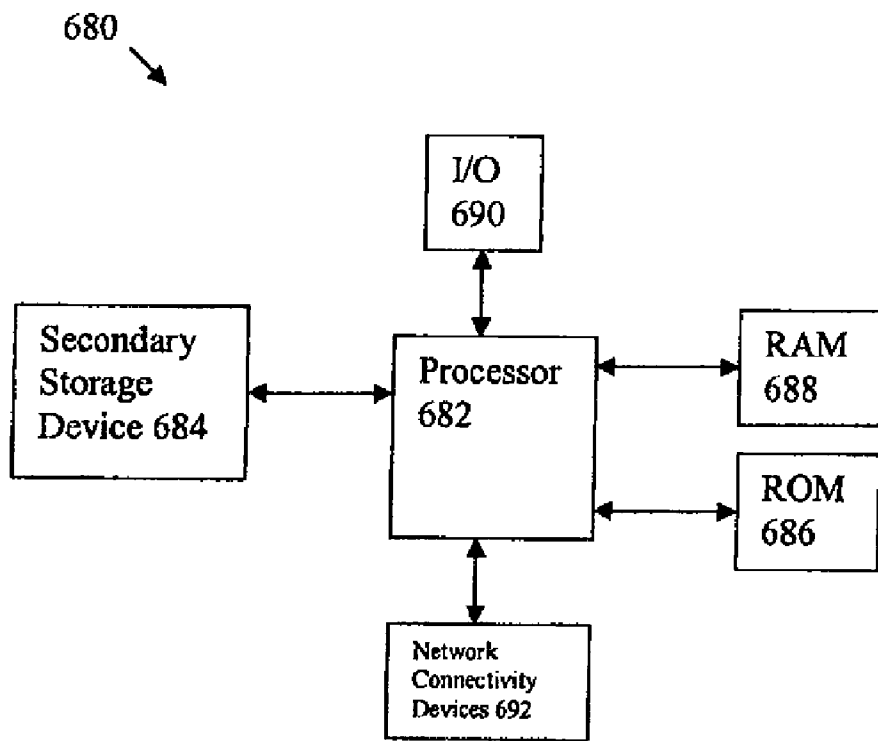 680
I/O
690
Secondary
Storage
Device 684
Processor
682
RAM
688
ROM
686
Network
Connectivity
Devices 692